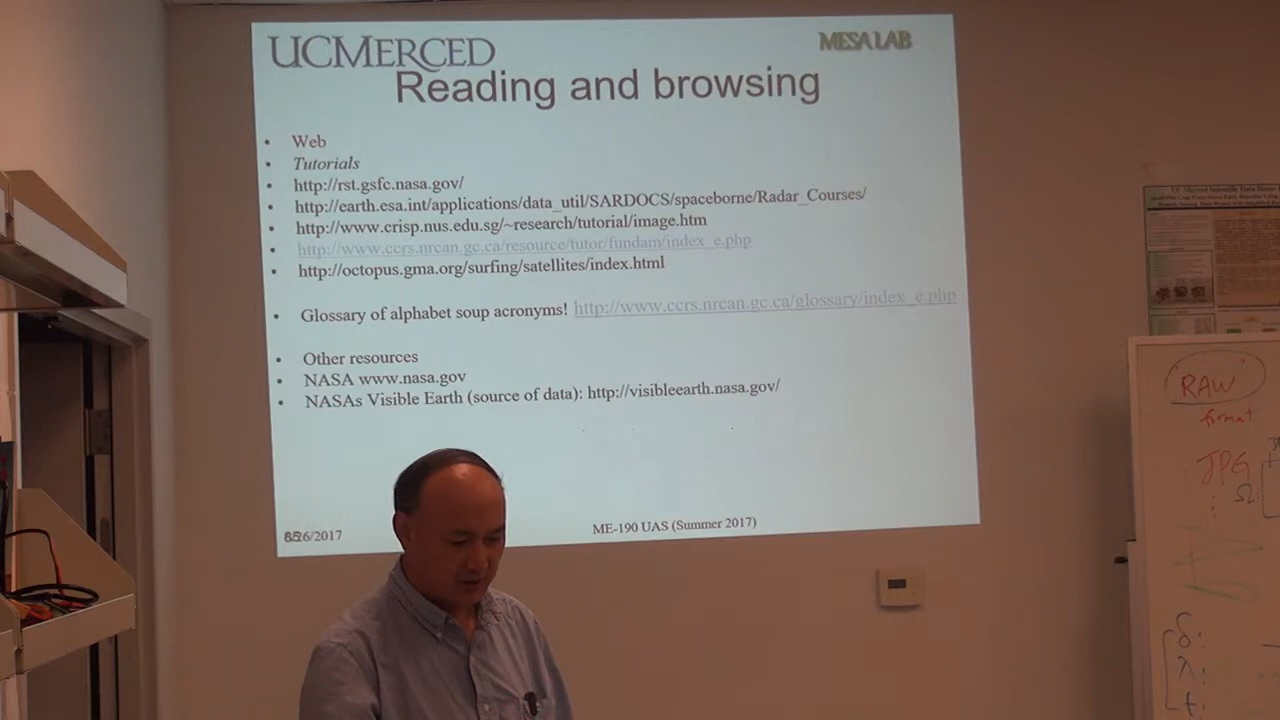 UCMERCED
MESA LAB
Reading and browsing
• Web
• Tutorials
• http://rst.gsfc.nasa.gov/
• http://earth.esa.int/applications/data_util/SARDOCS/spaceborne/Radar_Courses/
• http://www.crisp.nus.edu.sg/~research/tutorial/image.htm
• http://www.ccrs.nrcan.gc.ca/resource/tutor/fundam/index_e.php
• http://octopus.gma.org/surfing/satellites/index.html
• Glossary of alphabet soup acronyms! http://www.ccrs.nrcan.gc.ca/glossary/index_e.php
• Other resources
• NASA www.nasa.gov
• NASAs Visible Earth (source of data): http://visibleearth.nasa.gov/
/26/2017
ME-190 UAS (Summer 2017)
RAW
format
JPG
Ω:
δ:
λ:
t: